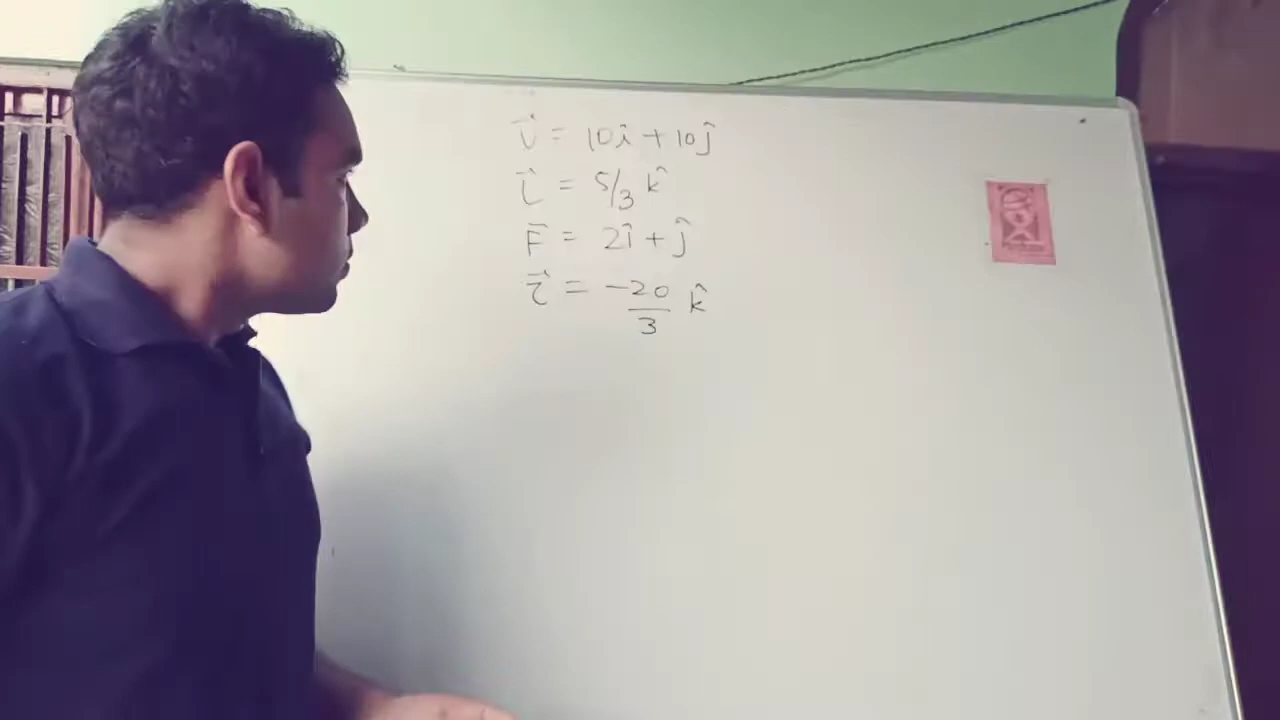 v⃗ = 10î + 10ĵ
τ⃗ = 5/3 k̂
F⃗ = 2î + ĵ
τ⃗ = -20/3 k̂